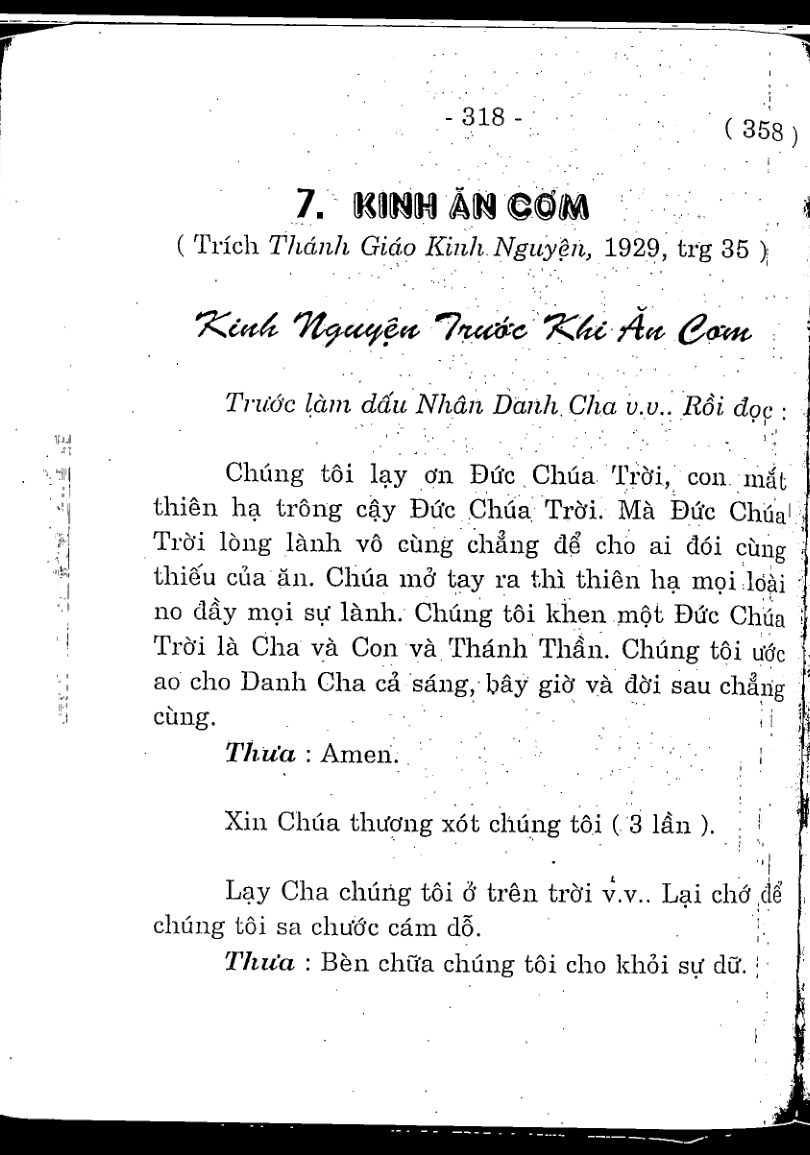 - 318 -
( 358 )
7. KINH ĂN CƠM
( Trích Thánh Giáo Kinh Nguyện, 1929, trg 35 )
Kinh Nguyện Trước Khi Ăn Cơm
Trước làm dấu Nhân Danh Cha v.v.. Rồi đọc :
Chúng tôi lạy ơn Đức Chúa Trời, con mắt
thiên hạ trông cậy Đức Chúa Trời. Mà Đức Chúa
Trời lòng lành vô cùng chẳng để cho ai đói cùng
thiếu của ăn. Chúa mở tay ra thì thiên hạ mọi loài
no đầy mọi sự lành. Chúng tôi khen một Đức Chúa
Trời là Cha và Con và Thánh Thần. Chúng tôi ước
ao cho Danh Cha cả sáng, bây giờ và đời sau chẳng
cùng.
Thưa : Amen.
Xin Chúa thương xót chúng tôi ( 3 lần ).
Lạy Cha chúng tôi ở trên trời v.v.. Lại chớ để
chúng tôi sa chước cám dỗ.
Thưa : Bèn chữa chúng tôi cho khỏi sự dữ.